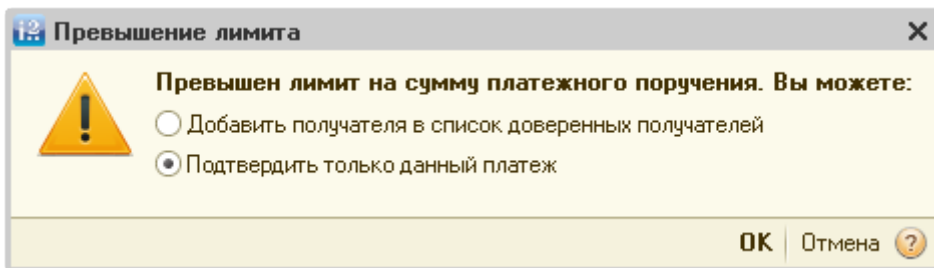 Превышение лимита
Превышен лимит на сумму платежного поручения. Вы можете:
Добавить получателя в список доверенных получателей
Подтвердить только данный платеж
ОК Отмена ?